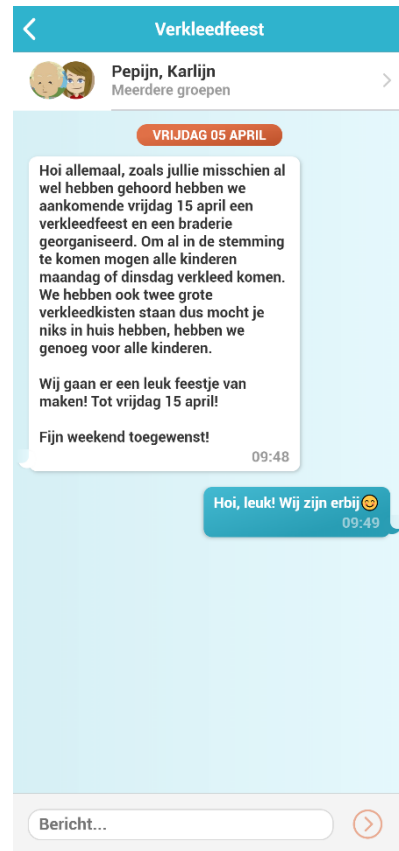 Verkleedfeest
Pepijn, Karlijn
Meerdere groepen
VRIJDAG 05 APRIL
Hoi allemaal, zoals jullie misschien al
wel hebben gehoord hebben we
aankomende vrijdag 15 april een
verkleedfeest en een braderie
georganiseerd. Om al in de stemming
te komen mogen alle kinderen
maandag of dinsdag verkleed komen.
We hebben ook twee grote
verkleedkisten staan dus mocht je
niks in huis hebben, hebben we
genoeg voor alle kinderen.
Wij gaan er een leuk feestje van
maken! Tot vrijdag 15 april!
Fijn weekend toegewenst!
09:48
Hoi, leuk! Wij zijn erbij😊
09:49
Bericht...